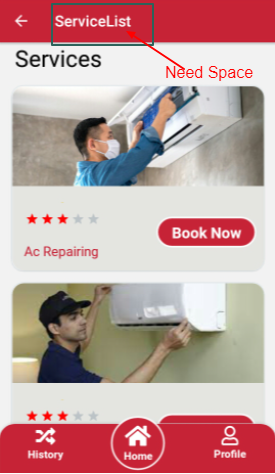 ServiceList
Services
Need Space
Book Now
Ac Repairing
History
Home
Profile